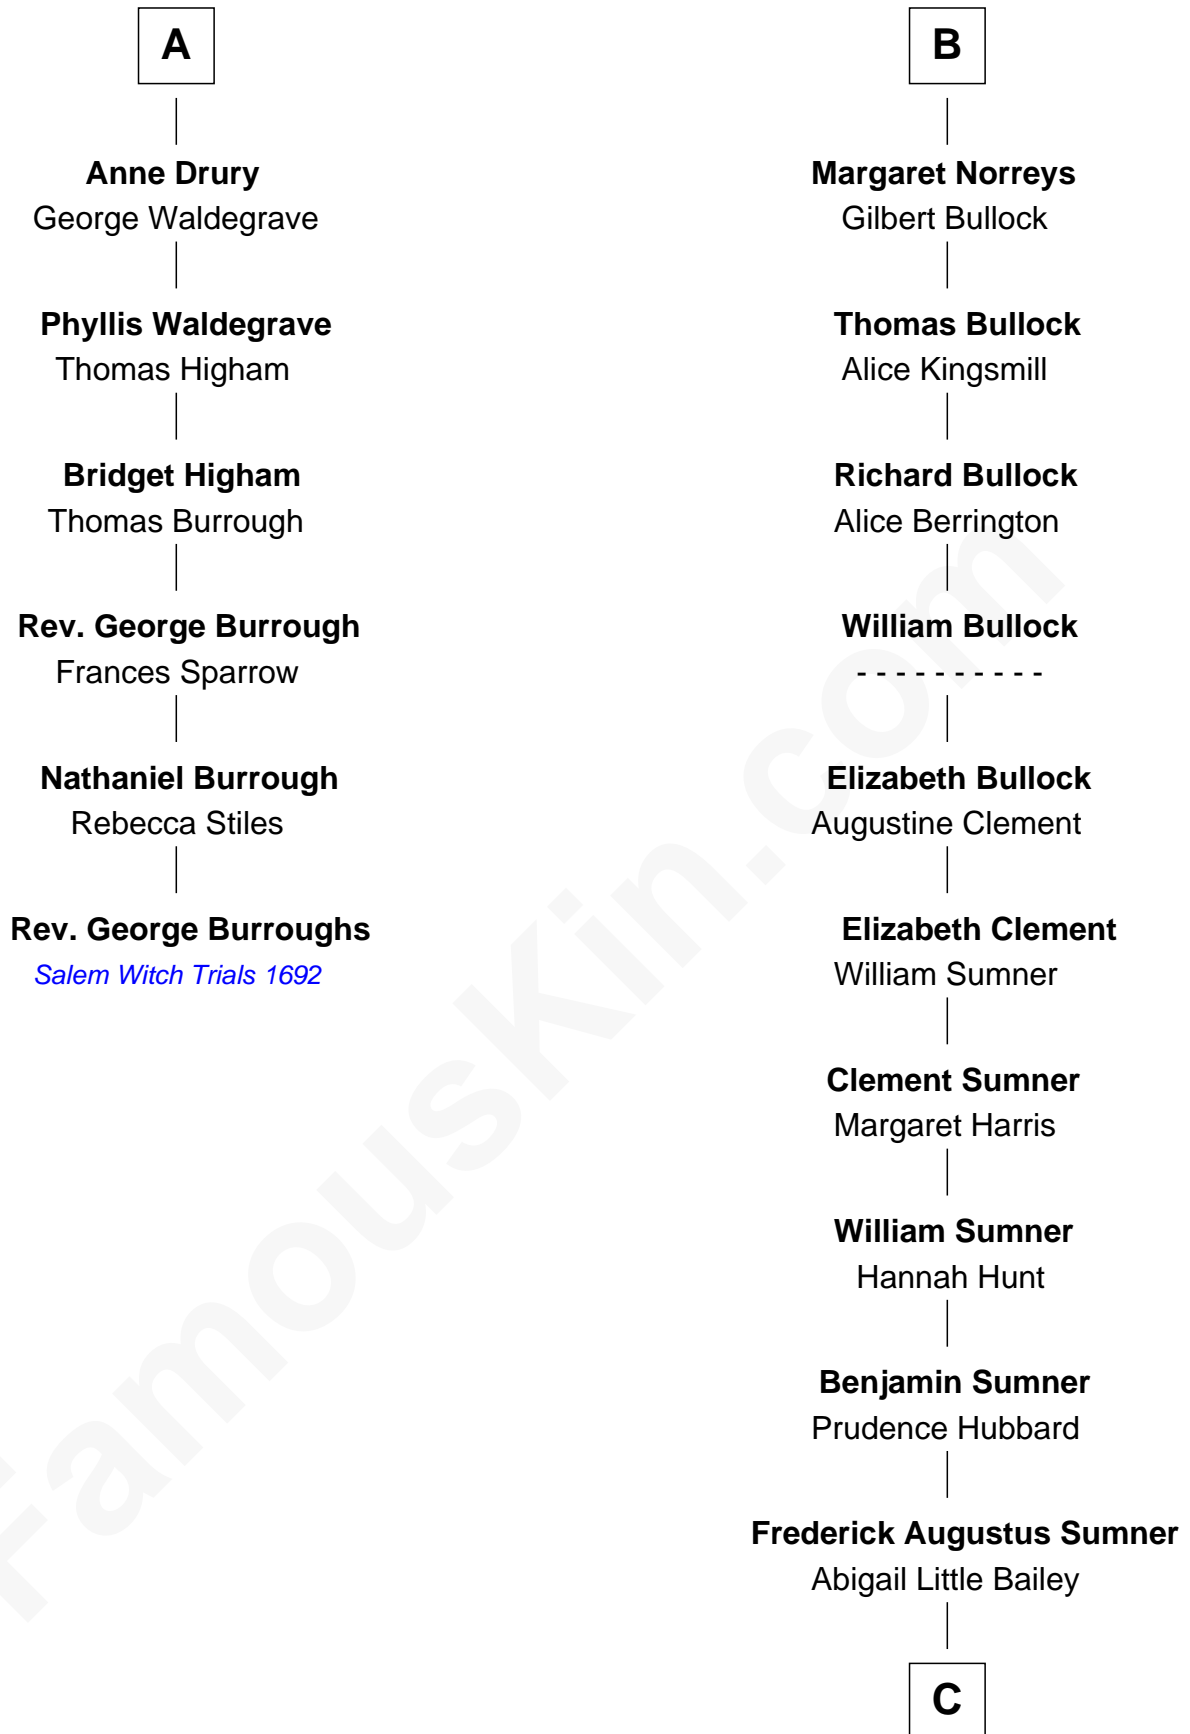 A
Anne Drury
George Waldegrave
Phyllis Waldegrave
Thomas Higham
Bridget Higham
Thomas Burrough
Rev. George Burrough
Frances Sparrow
Nathaniel Burrough
Rebecca Stiles
Rev. George Burroughs
Salem Witch Trials 1692
B
Margaret Norreys
Gilbert Bullock
Thomas Bullock
Alice Kingsmill
Richard Bullock
Alice Berrington
William Bullock
- - - - - - - - - -
Elizabeth Bullock
Augustine Clement
Elizabeth Clement
William Sumner
Clement Sumner
Margaret Harris
William Sumner
Hannah Hunt
Benjamin Sumner
Prudence Hubbard
Frederick Augustus Sumner
Abigail Little Bailey
C
FamousKin.com